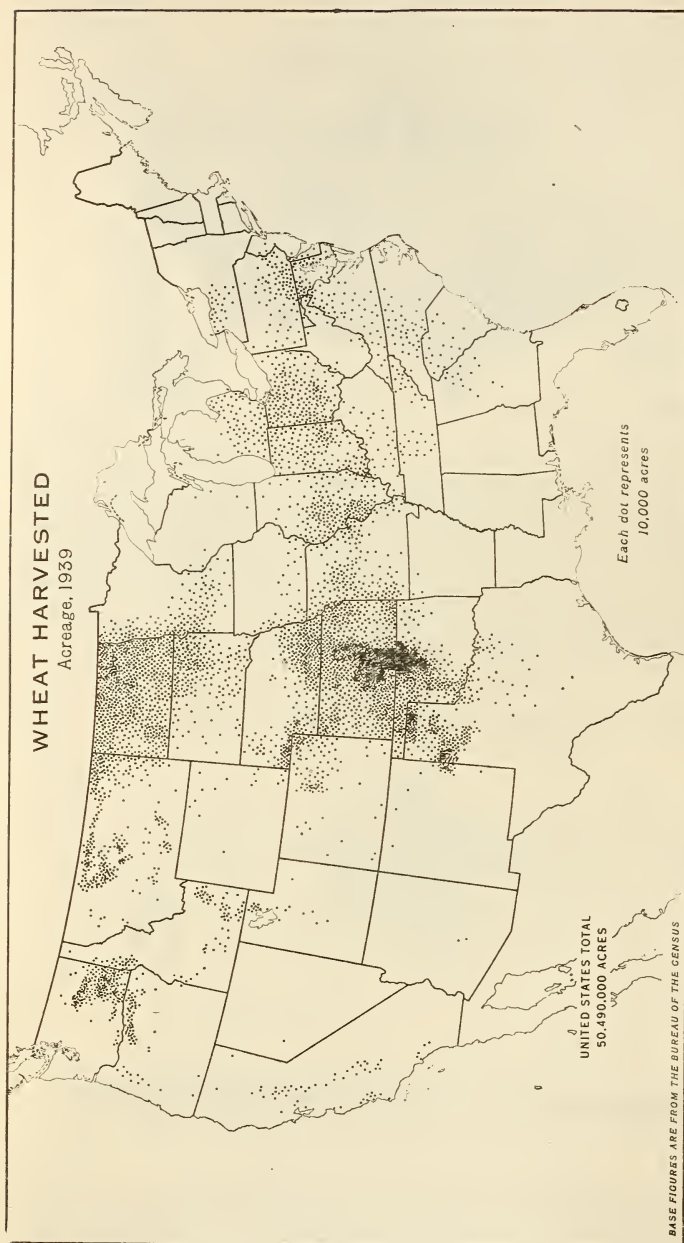 WHEAT HARVESTED
Acreage, 1939
Each dot represents
10,000 acres
UNITED STATES TOTAL
50,490,000 ACRES
BASE FIGURES ARE FROM THE BUREAU OF THE CENSUS